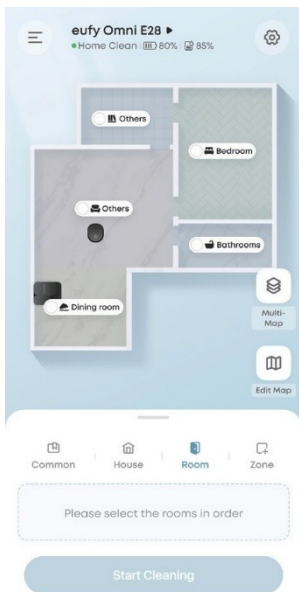 eufy Omni E28 ▶
Home Clean 80% 85%
Others
Bedroom
Others
Bathrooms
Dining room
Multi-
Map
Edit Map
Common
House
Room
Zone
Please select the rooms in order
Start Cleaning